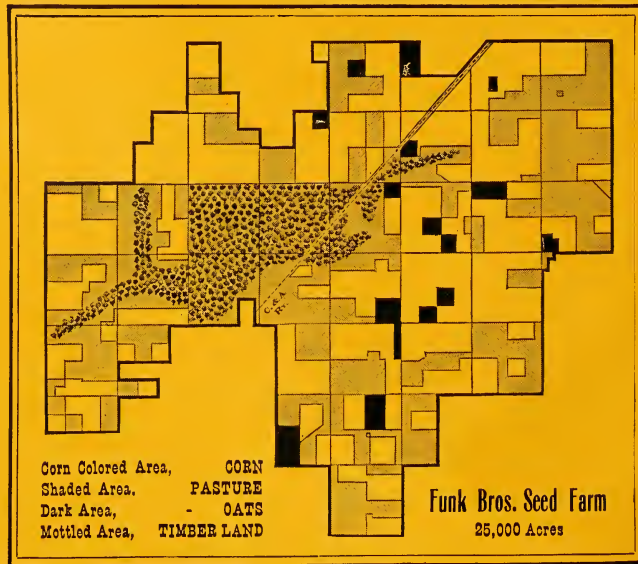 C. & A.
R.Y.
Corn Colored Area, CORN
Shaded Area. PASTURE
Dark Area, - OATS
Mottled Area, TIMBER LAND
Funk Bros. Seed Farm
25,000 Acres